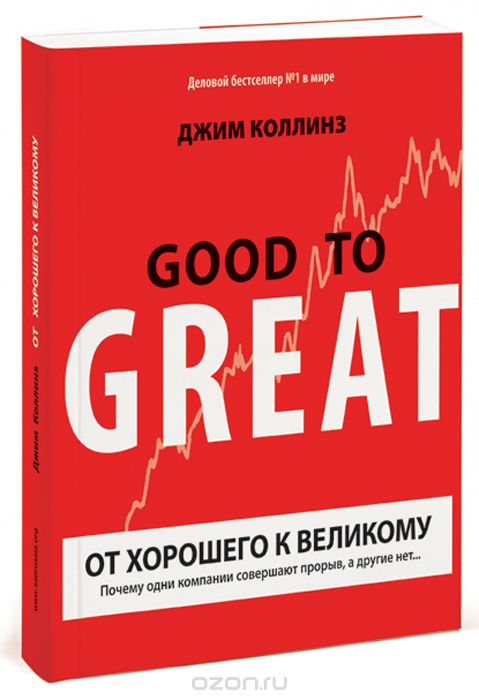 Деловой бестселлер №1 в мире
ДЖИМ КОЛЛИНЗ
GOOD TO
GREAT
ОТ ХОРОШЕГО К ВЕЛИКОМУ
Почему одни компании совершают прорыв, а другие нет...
ОТ ХОРОШЕГО К ВЕЛИКОМУ
Джим Коллинз
ozon.ru